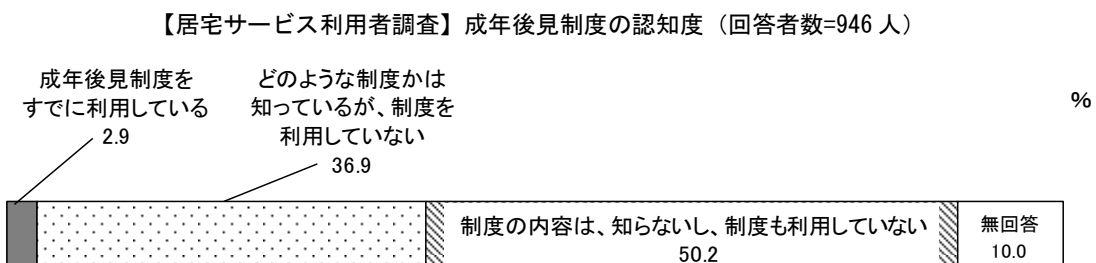 【居宅サービス利用者調査】成年後見制度の認知度（回答者数=946 人）
成年後見制度を
すでに利用している
2.9
どのような制度かは
知っているが、制度を
利用していない
36.9
%
制度の内容は、知らないし、制度も利用していない
50.2
無回答
10.0